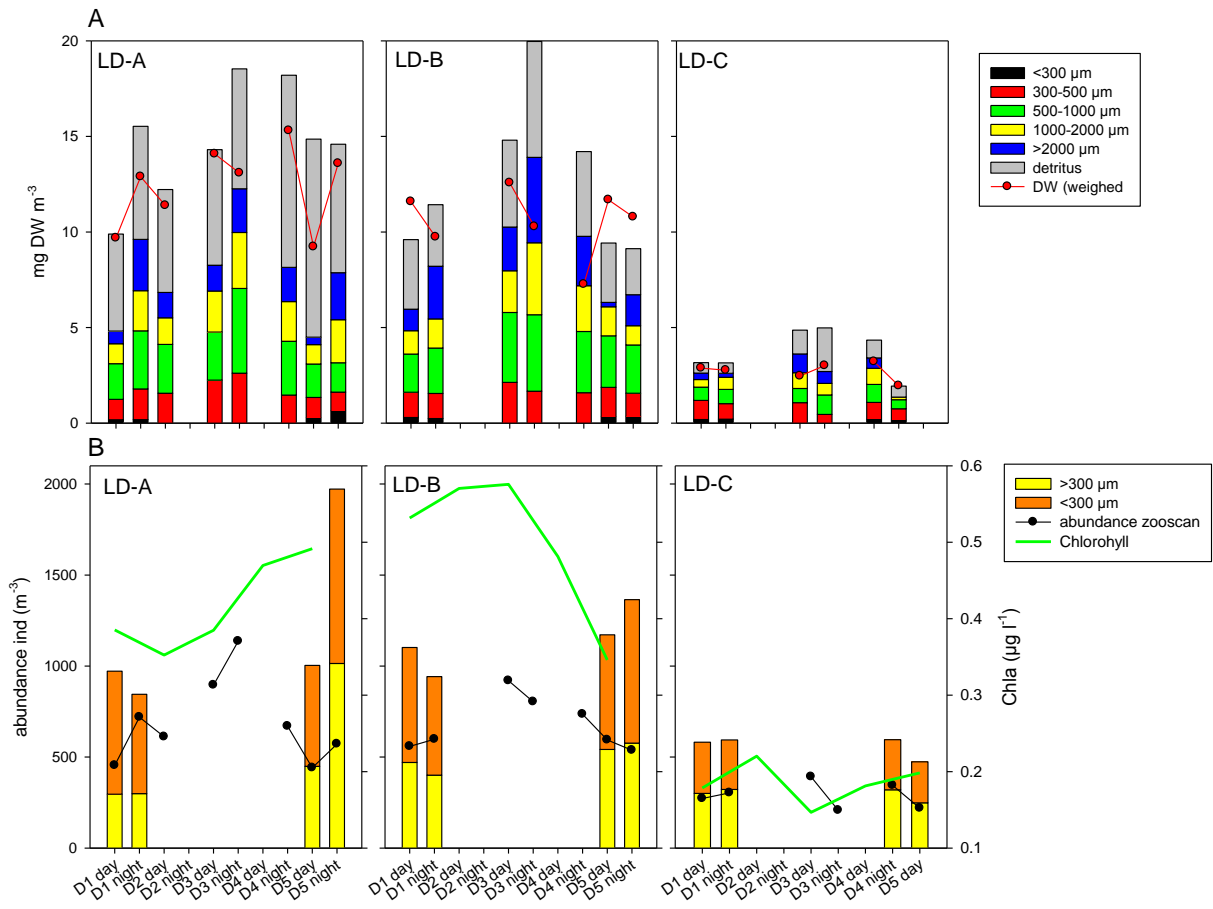 A
LD-A
LD-B
LD-C
20
15
10
5
0
mg DW m-3
<300 µm
300-500 µm
500-1000 µm
1000-2000 µm
>2000 µm
detritus
DW (weighed
B
LD-A
LD-B
LD-C
2000
1500
1000
500
0
abundance ind (m-3)
0.6
0.5
0.4
0.3
0.2
0.1
Chla (µg l-1)
>300 µm
<300 µm
abundance zooscan
Chlorohyll
D1 day
D1 night
D2 day
D2 night
D3 day
D3 night
D4 day
D4 night
D5 day
D5 night
D1 day
D1 night
D2 day
D2 night
D3 day
D3 night
D4 day
D4 night
D5 day
D5 night
D1 day
D1 night
D2 day
D2 night
D3 day
D3 night
D4 day
D4 night
D5 day